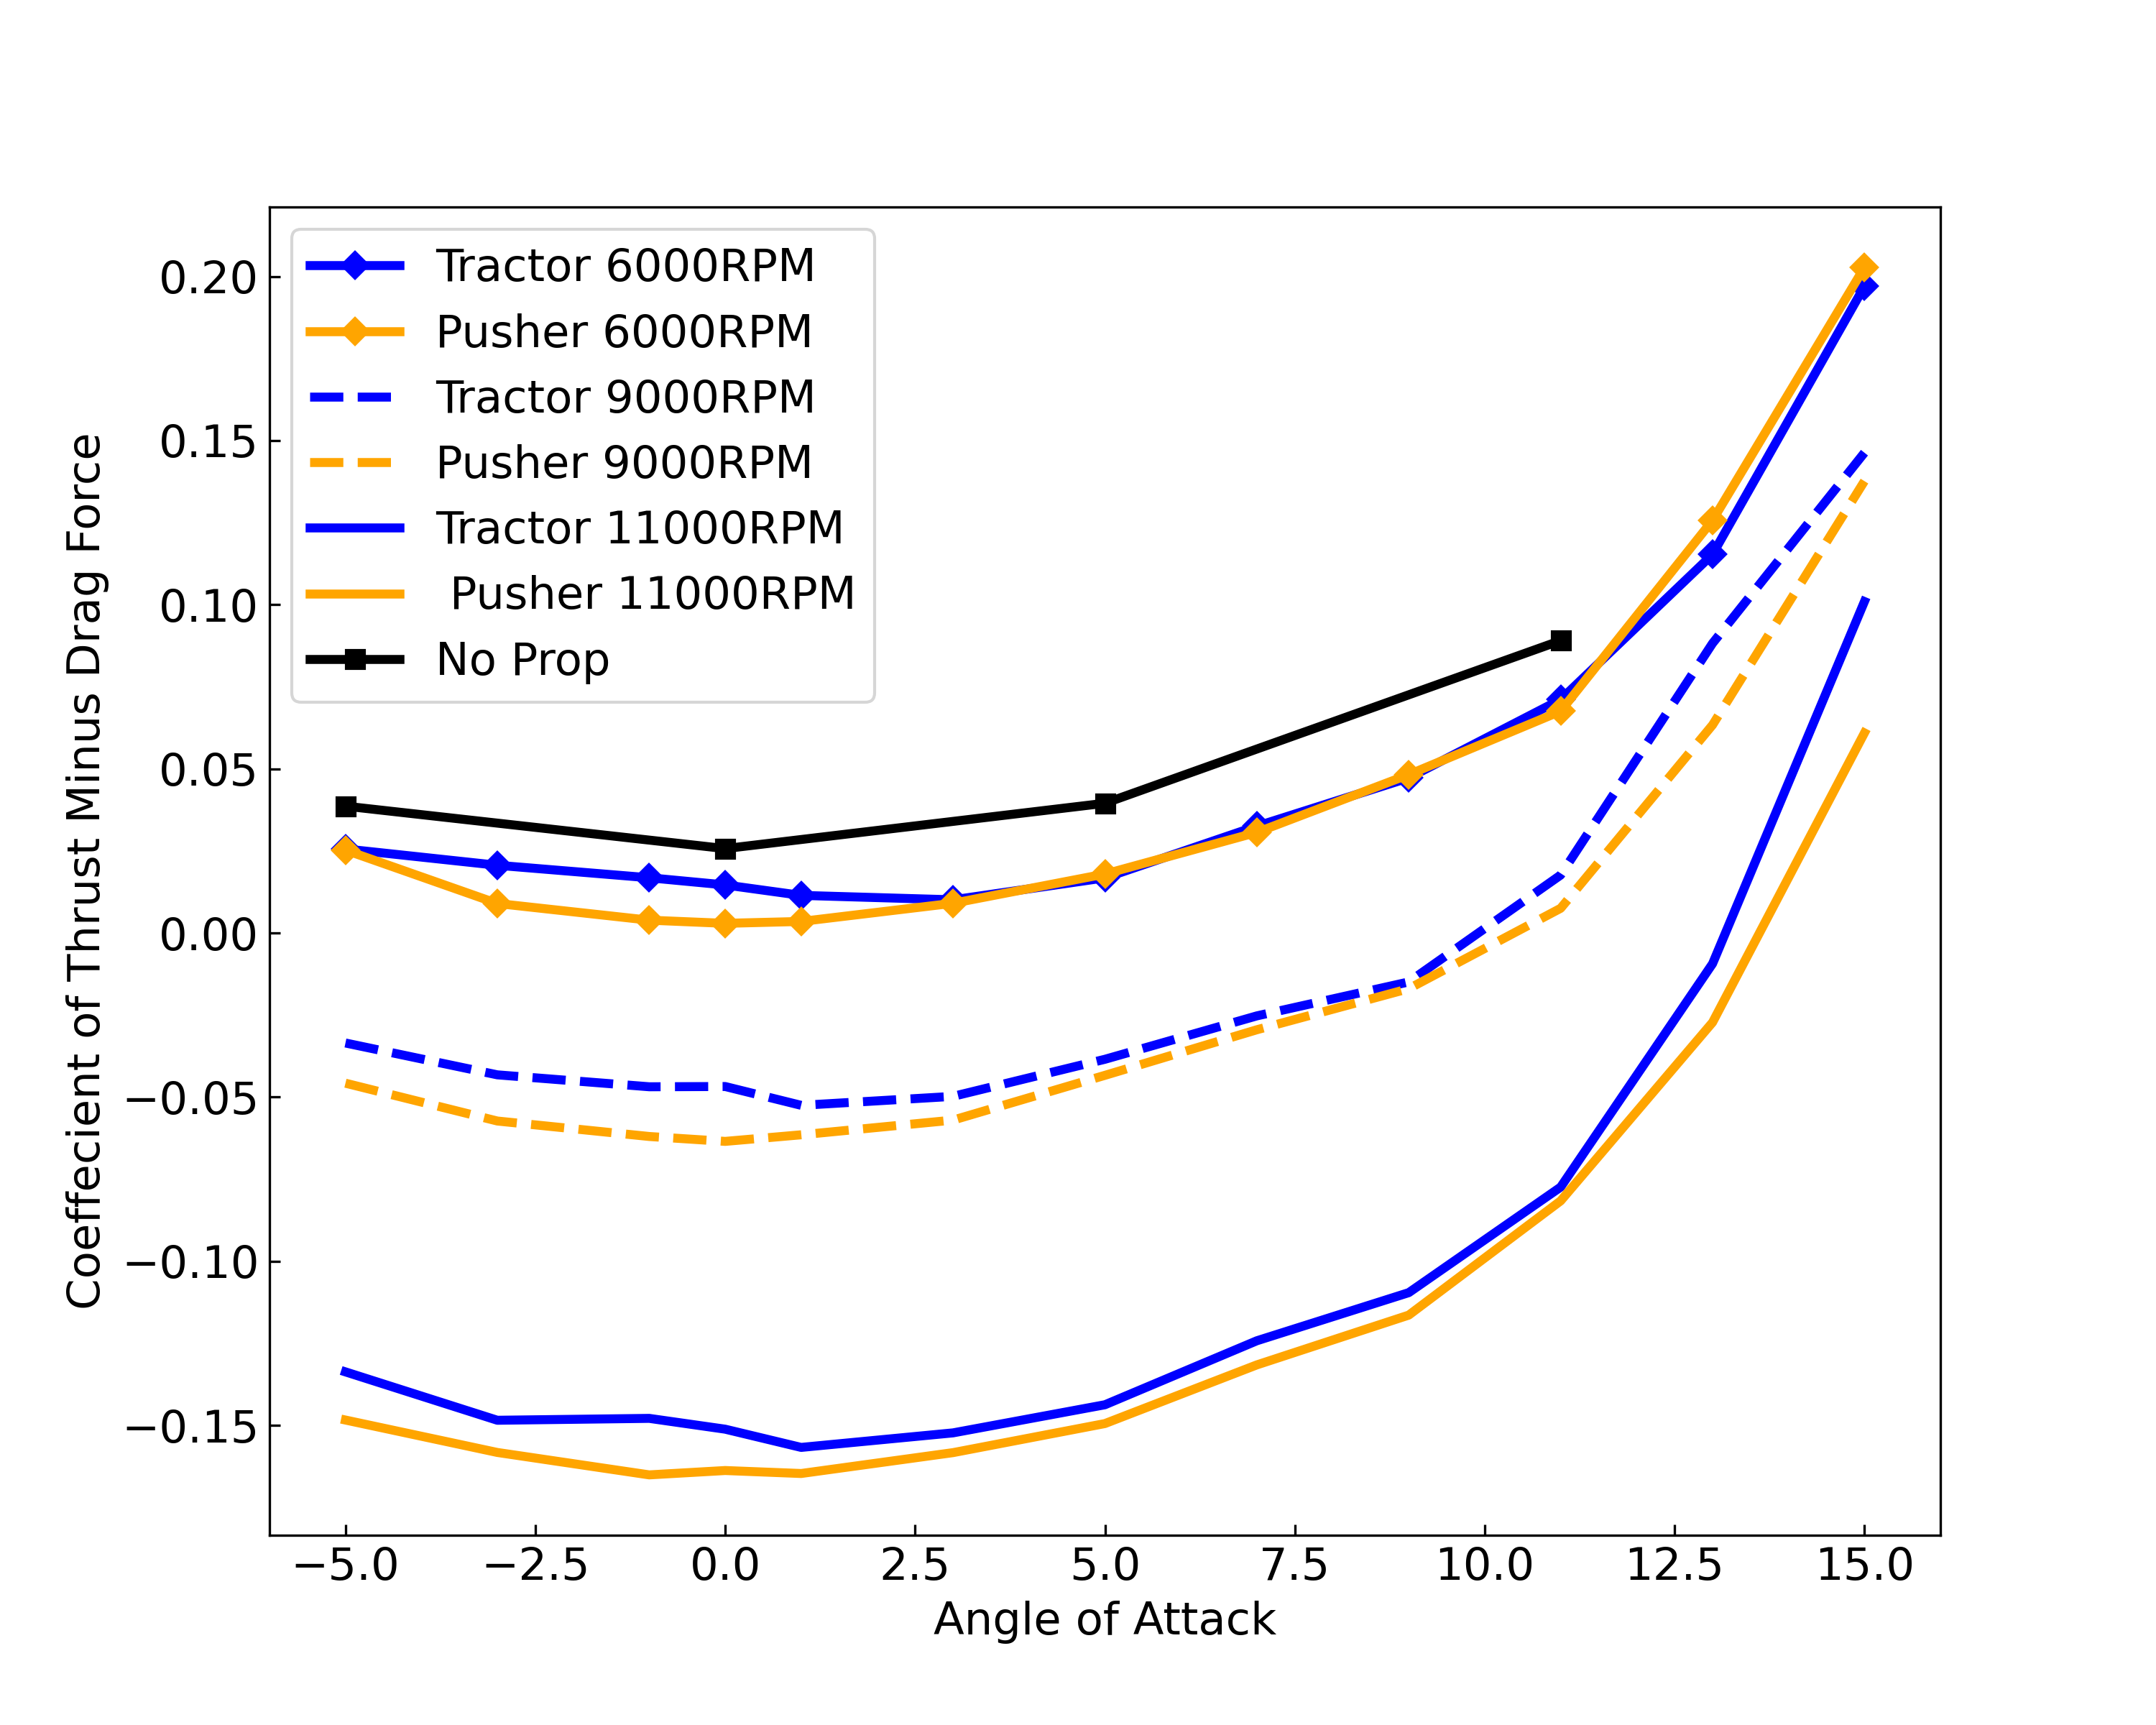 Tractor 6000RPM
Pusher 6000RPM
Tractor 9000RPM
Pusher 9000RPM
Tractor 11000RPM
Pusher 11000RPM
No Prop
Coeffecient of Thrust Minus Drag Force
0.20
0.15
0.10
0.05
0.00
−0.05
−0.10
−0.15
−5.0 −2.5 0.0 2.5 5.0 7.5 10.0 12.5 15.0
Angle of Attack